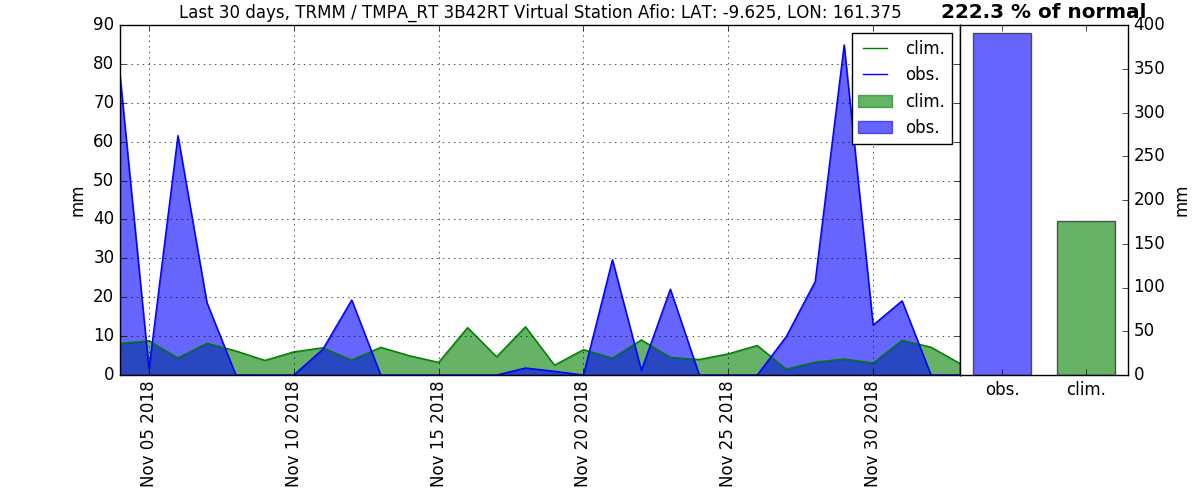 Last 30 days, TRMM / TMPA_RT 3B42RT Virtual Station Afio: LAT: -9.625, LON: 161.375
222.3 % of normal
90
80
70
60
50
40
30
20
10
0
mm
clim.
obs.
clim.
obs.
Nov 05 2018
Nov 10 2018
Nov 15 2018
Nov 20 2018
Nov 25 2018
Nov 30 2018
400
350
300
250
200
150
100
50
0
mm
obs.
clim.